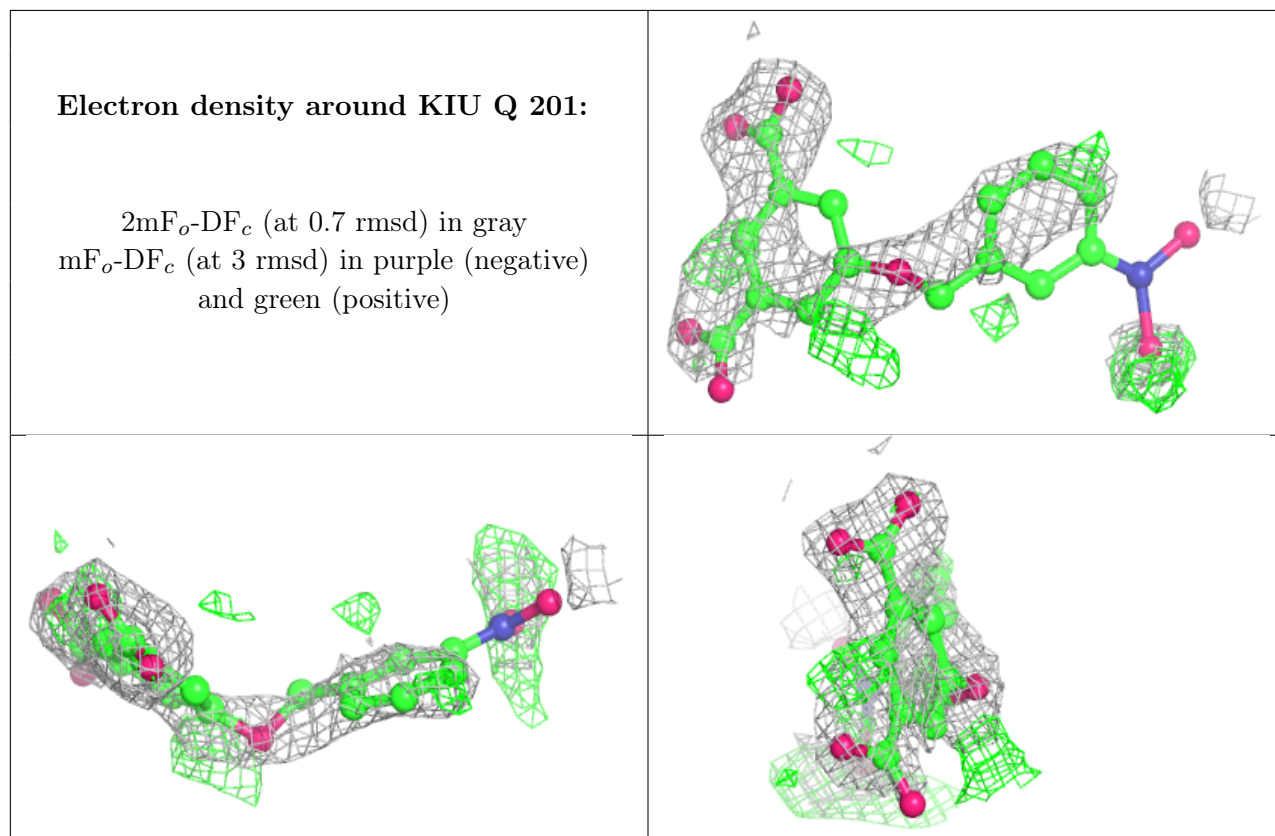 Electron density around KIU Q 201:
2mFo-DFc (at 0.7 rmsd) in gray
mFo-DFc (at 3 rmsd) in purple (negative)
and green (positive)